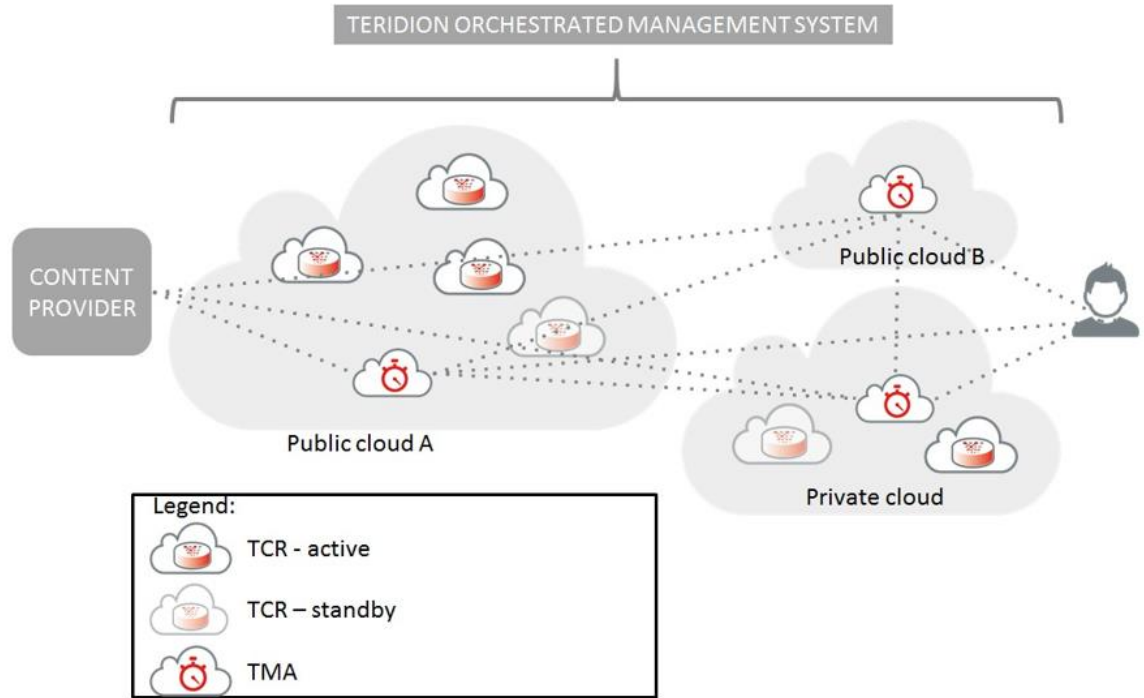 TERIDION ORCHESTRATED MANAGEMENT SYSTEM
CONTENT
PROVIDER
Public cloud B
Public cloud A
Private cloud
Legend:
TCR - active
TCR – standby
TMA